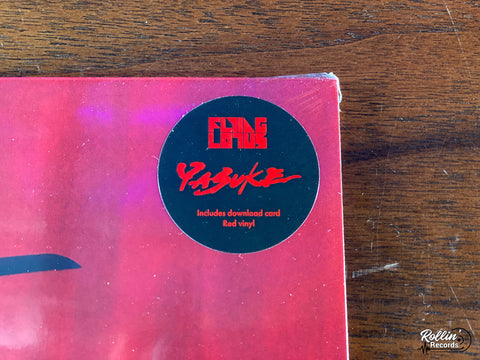 FLYING
LOTUS
YASUKE
Includes download card
Red vinyl
Rollin'
Records